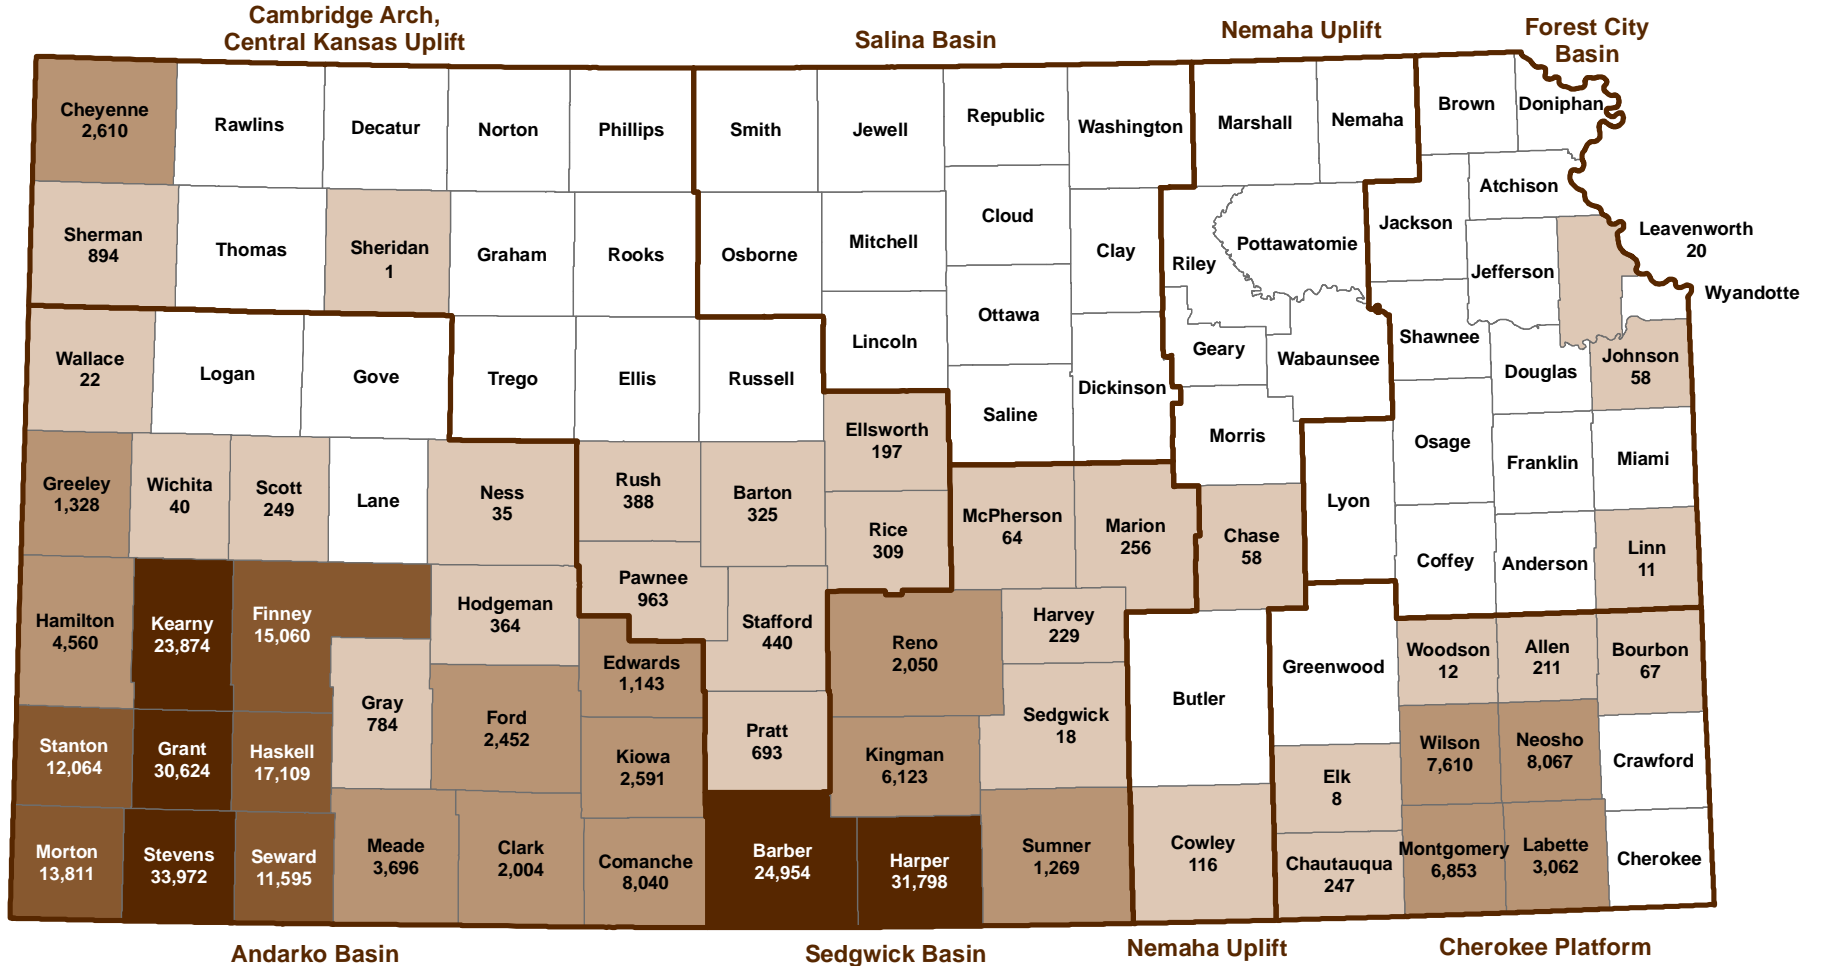 Cambridge Arch,
Central Kansas Uplift
Salina Basin
Nemaha Uplift
Forest City
Basin
Cheyenne
2,610
Rawlins
Decatur
Norton
Phillips
Smith
Jewell
Republic
Washington
Marshall
Nemaha
Brown
Doniphan
Atchison
Sherman
894
Thomas
Sheridan
1
Graham
Rooks
Osborne
Mitchell
Cloud
Clay
Riley
Pottawatomie
Jackson
Jefferson
Leavenworth
20
Wyandotte
Wallace
22
Logan
Gove
Trego
Ellis
Russell
Lincoln
Ottawa
Saline
Dickinson
Geary
Wabaunsee
Shawnee
Douglas
Johnson
58
Morris
Osage
Franklin
Miami
Greeley
1,328
Wichita
40
Scott
249
Lane
Ness
35
Rush
388
Barton
325
Ellsworth
197
Rice
309
McPherson
64
Marion
256
Chase
58
Lyon
Coffey
Anderson
Linn
11
Hamilton
4,560
Kearny
23,874
Finney
15,060
Hodgeman
364
Pawnee
963
Stafford
440
Reno
2,050
Harvey
229
Butler
Greenwood
Woodson
12
Allen
211
Bourbon
67
Edwards
1,143
Gray
784
Ford
2,452
Kiowa
2,591
Pratt
693
Kingman
6,123
Sedgwick
18
Elk
8
Wilson
7,610
Neosho
8,067
Crawford
Stanton
12,064
Grant
30,624
Haskell
17,109
Morton
13,811
Stevens
33,972
Seward
11,595
Meade
3,696
Clark
2,004
Comanche
8,040
Barber
24,954
Harper
31,798
Sumner
1,269
Cowley
116
Chautauqua
247
Montgomery
6,853
Labette
3,062
Cherokee
Andarko Basin
Sedgwick Basin
Nemaha Uplift
Cherokee Platform